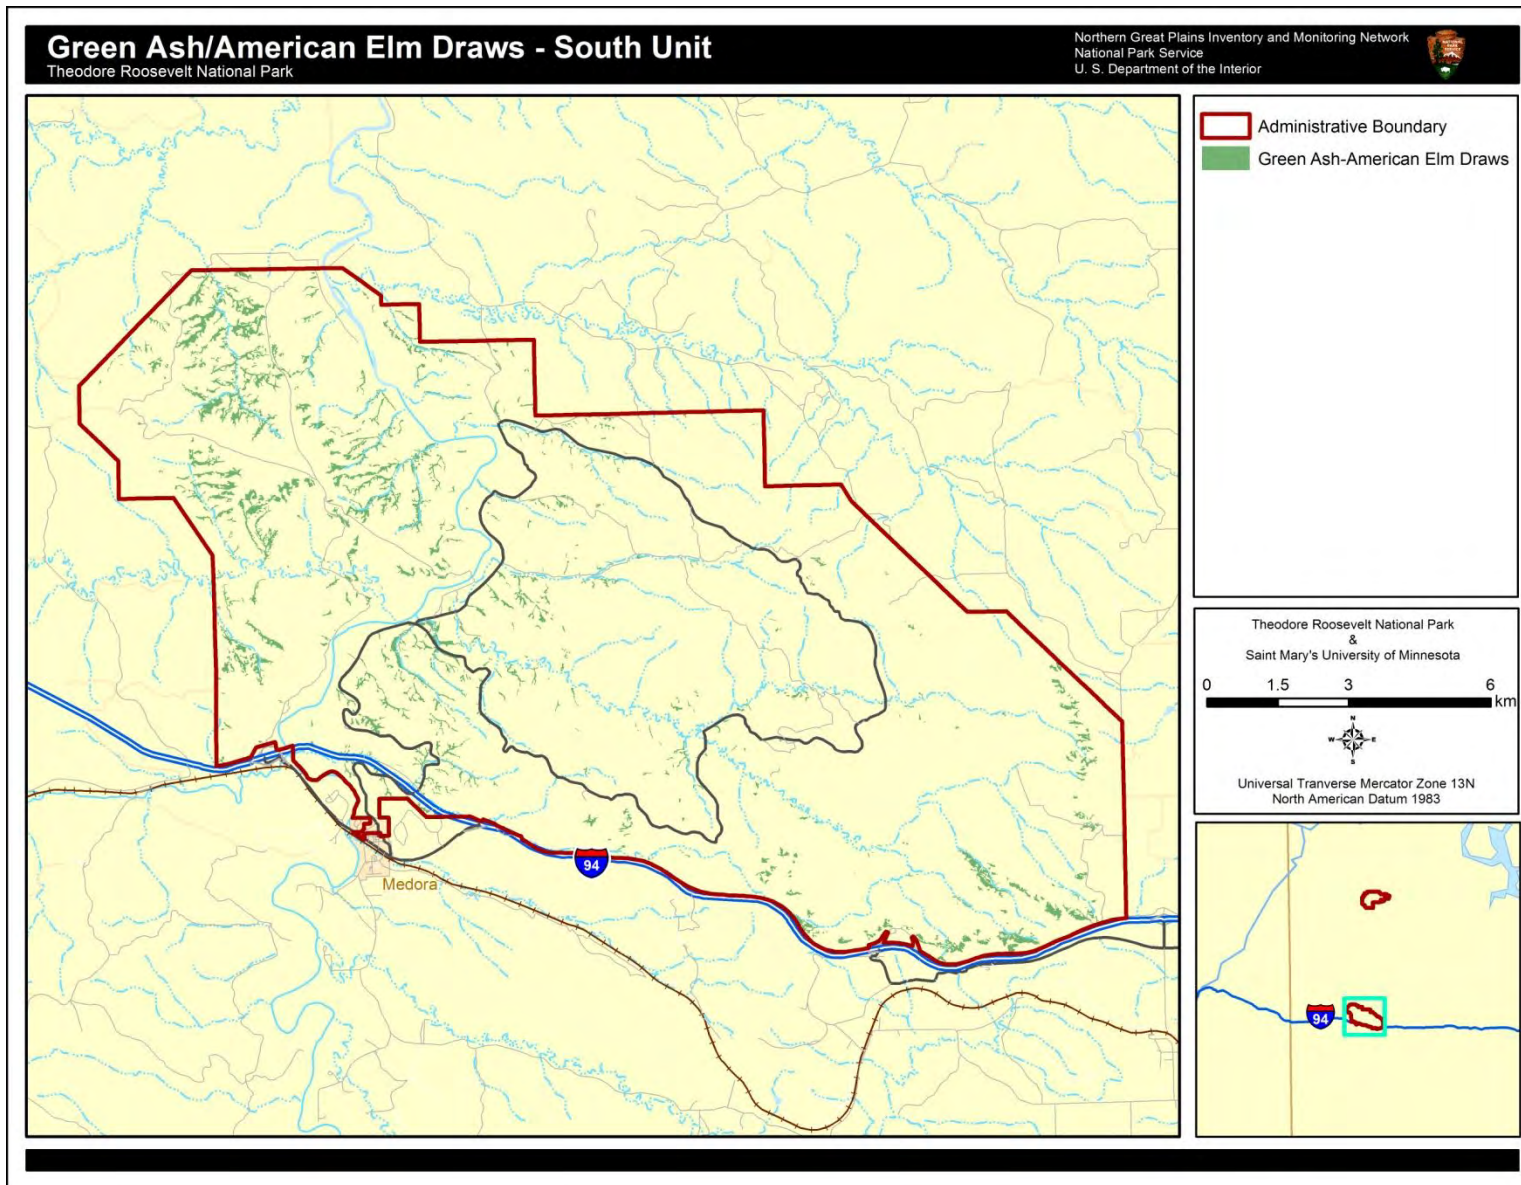 Green Ash/American Elm Draws - South Unit
Theodore Roosevelt National Park
Northern Great Plains Inventory and Monitoring Network
National Park Service
U. S. Department of the Interior
Administrative Boundary
Green Ash-American Elm Draws
Medora
94
Theodore Roosevelt National Park
&
Saint Mary's University of Minnesota
0 1.5 3 6
km
N
W E
S
Universal Tranverse Mercator Zone 13N
North American Datum 1983
94